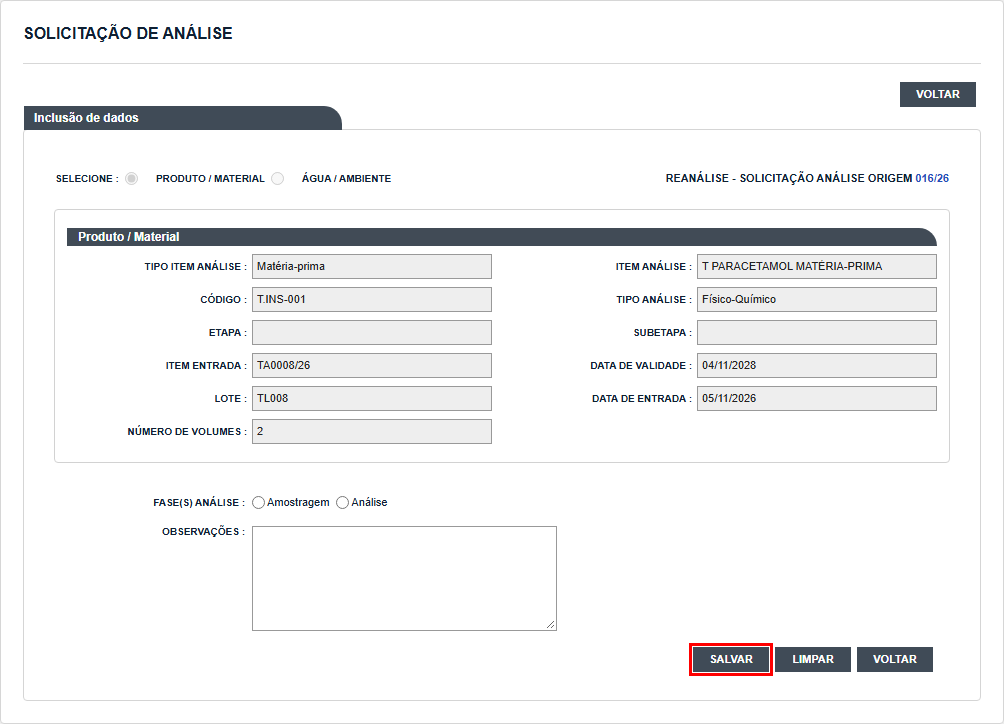 SOLICITAÇÃO DE ANÁLISE
VOLTAR
Inclusão de dados
SELECIONE : PRODUTO / MATERIAL ÁGUA / AMBIENTE REANÁLISE - SOLICITAÇÃO ANÁLISE ORIGEM 016/26
Produto / Material
TIPO ITEM ANÁLISE : Matéria-prima ITEM ANÁLISE : T PARACETAMOL MATÉRIA-PRIMA
CÓDIGO : T.INS-001 TIPO ANÁLISE : Físico-Químico
ETAPA : SUBETAPA :
ITEM ENTRADA : TA0008/26 DATA DE VALIDADE : 04/11/2028
LOTE : TL008 DATA DE ENTRADA : 05/11/2026
NÚMERO DE VOLUMES : 2
FASE(S) ANÁLISE : Amostragem Análise
OBSERVAÇÕES :
SALVAR LIMPAR VOLTAR